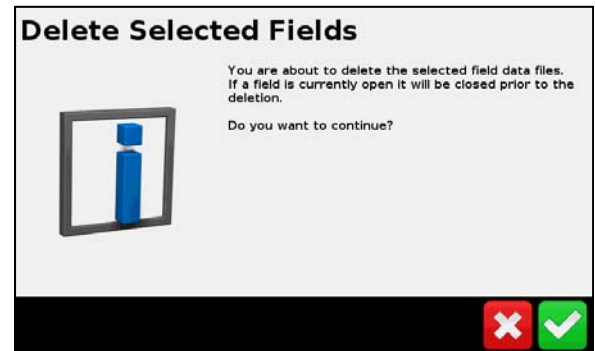 Delete Selected Fields
You are about to delete the selected field data files.
If a field is currently open it will be closed prior to the
deletion.
Do you want to continue?